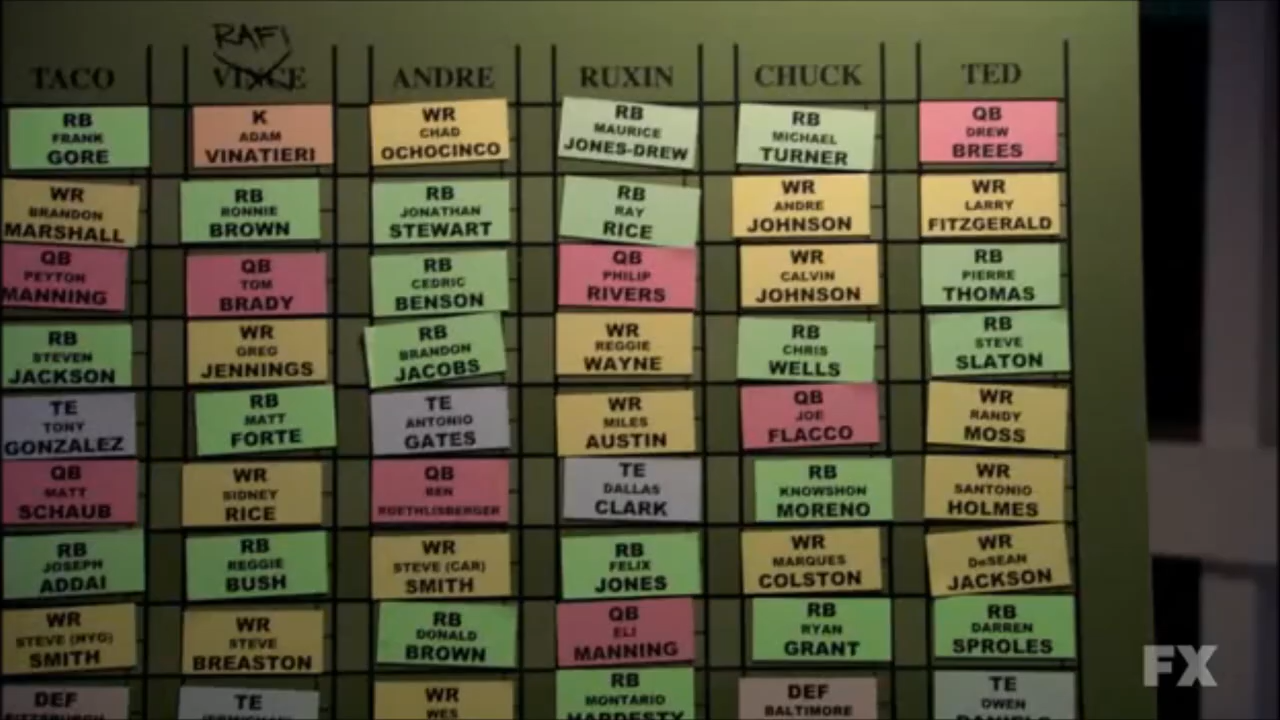 RAFI
TACO VINCE ANDRE RUXIN CHUCK TED
RB FRANK GORE
K ADAM VINATIERI
WR CHAD OCHOCINCO
RB MAURICE JONES-DREW
RB MICHAEL TURNER
QB DREW BREES
WR BRANDON MARSHALL
RB RONNIE BROWN
RB JONATHAN STEWART
RB RAY RICE
WR ANDRE JOHNSON
WR LARRY FITZGERALD
QB PEYTON MANNING
QB TOM BRADY
RB CEDRIC BENSON
QB PHILIP RIVERS
WR CALVIN JOHNSON
RB PIERRE THOMAS
RB STEVEN JACKSON
WR GREG JENNINGS
RB BRANDON JACOBS
WR REGGIE WAYNE
RB CHRIS WELLS
RB STEVE SLATON
TE TONY GONZALEZ
RB MATT FORTE
TE ANTONIO GATES
WR MILES AUSTIN
QB JOE FLACCO
WR RANDY MOSS
QB MATT SCHAUB
WR SIDNEY RICE
QB BEN ROETHLISBERGER
TE DALLAS CLARK
RB KNOWSHON MORENO
WR SANTONIO HOLMES
RB JOSEPH ADDAI
RB REGGIE BUSH
WR STEVE (CAR) SMITH
RB FELIX JONES
WR MARQUES COLSTON
WR DeSEAN JACKSON
WR STEVE (NYG) SMITH
WR STEVE BREASTON
RB DONALD BROWN
QB ELI MANNING
RB RYAN GRANT
RB DARREN SPROLES
DEF PITTSBURGH
TE
WR WES
RB MONTARIO HARDESTY
DEF BALTIMORE
TE OWEN DANIELS
FX